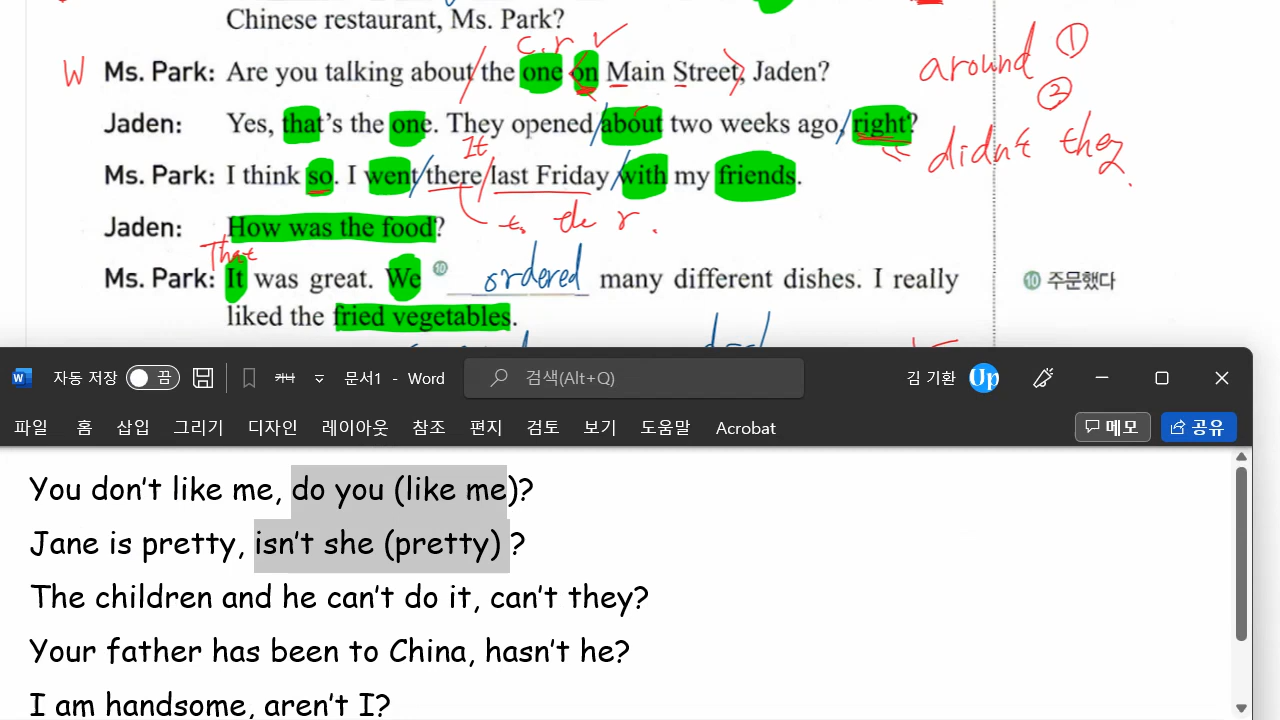 Chinese restaurant, Ms. Park?
c. r
W Ms. Park: Are you talking about the one on Main Street, Jaden? around ①
②
Jaden: Yes, that's the one. They opened about two weeks ago, right? didn't they
It
Ms. Park: I think so. I went there last Friday with my friends.
to the r.
Jaden: How was the food?
That
Ms. Park: It was great. We ⑩ ordered many different dishes. I really ⑩ 주문했다
liked the fried vegetables.
자동 저장 끔 가나 문서1 - Word 검색(Alt+Q) 김 기환 Up
파일 홈 삽입 그리기 디자인 레이아웃 참조 편지 검토 보기 도움말 Acrobat 메모 공유
You don't like me, do you (like me)?
Jane is pretty, isn't she (pretty) ?
The children and he can't do it, can't they?
Your father has been to China, hasn't he?
I am handsome, aren't I?